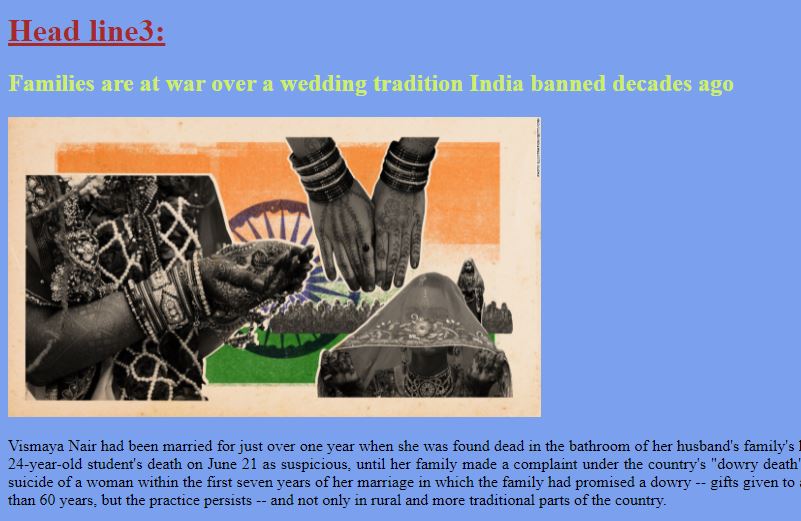 Head line3:
Families are at war over a wedding tradition India banned decades ago
Vismaya Nair had been married for just over one year when she was found dead in the bathroom of her husband's family's
24-year-old student's death on June 21 as suspicious, until her family made a complaint under the country's "dowry death"
suicide of a woman within the first seven years of her marriage in which the family had promised a dowry -- gifts given to
than 60 years, but the practice persists -- and not only in rural and more traditional parts of the country.